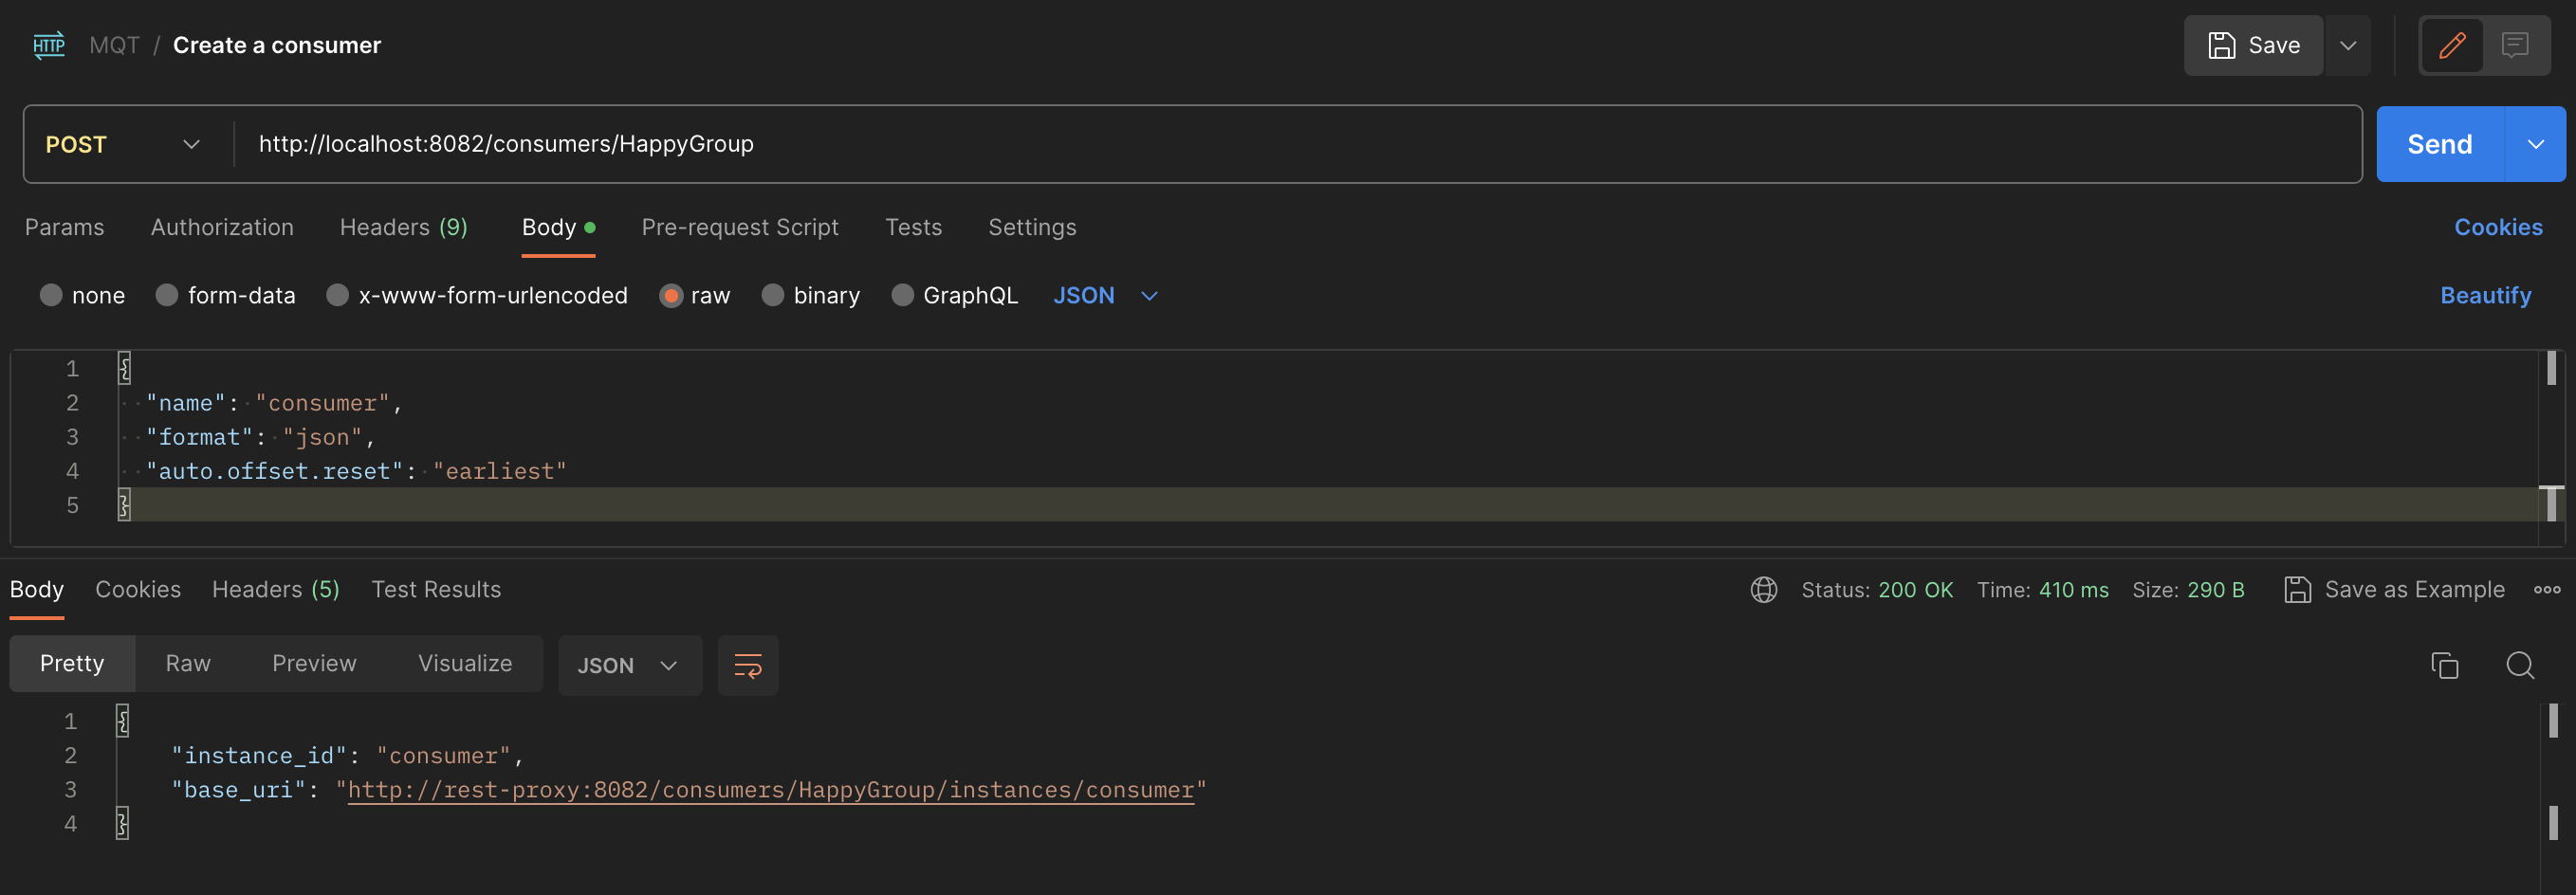 HTTP MQT / Create a consumer Save
POST http://localhost:8082/consumers/HappyGroup Send
Params Authorization Headers (9) Body Pre-request Script Tests Settings Cookies
none form-data x-www-form-urlencoded raw binary GraphQL JSON Beautify
1 {
2 "name": "consumer",
3 "format": "json",
4 "auto.offset.reset": "earliest"
5 }
Body Cookies Headers (5) Test Results Status: 200 OK Time: 410 ms Size: 290 B Save as Example
Pretty Raw Preview Visualize JSON
1 {
2 "instance_id": "consumer",
3 "base_uri": "http://rest-proxy:8082/consumers/HappyGroup/instances/consumer"
4 }